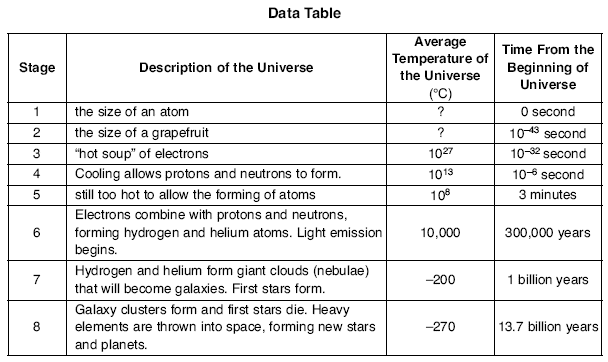 Data Table
Stage
Description of the Universe
Average
Temperature of
the Universe
(°C)
Time From the
Beginning of
Universe
1
the size of an atom
?
0 second
2
the size of a grapefruit
?
10⁻⁴³ second
3
“hot soup” of electrons
10²⁷
10⁻³² second
4
Cooling allows protons and neutrons to form.
10¹³
10⁻⁶ second
5
still too hot to allow the forming of atoms
10⁸
3 minutes
6
Electrons combine with protons and neutrons,
forming hydrogen and helium atoms. Light emission
begins.
10,000
300,000 years
7
Hydrogen and helium form giant clouds (nebulae)
that will become galaxies. First stars form.
–200
1 billion years
8
Galaxy clusters form and first stars die. Heavy
elements are thrown into space, forming new stars
and planets.
–270
13.7 billion years